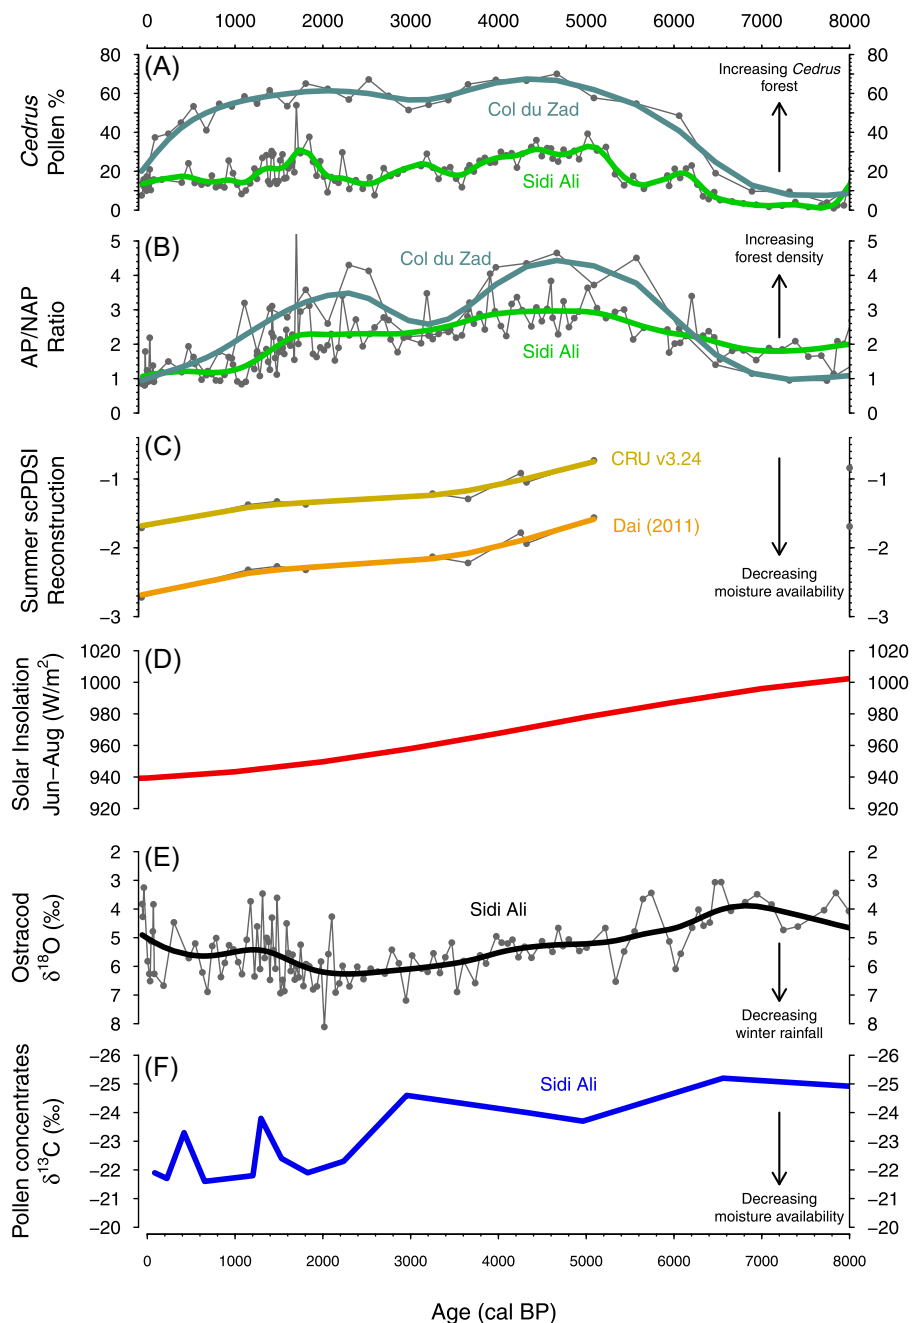 0 1000 2000 3000 4000 5000 6000 7000 8000
(A)
Cedrus
Pollen %
80 80
60 60
40 40
20 20
0 0
Increasing Cedrus
forest
Col du Zad
Sidi Ali
(B)
AP/NAP
Ratio
5 5
4 4
3 3
2 2
1 1
0 0
Increasing
forest density
Col du Zad
Sidi Ali
(C)
Summer scPDSI
Reconstruction
−1 −1
−2 −2
−3 −3
CRU v3.24
Dai (2011)
Decreasing
moisture availability
(D)
Solar Insolation
Jun−Aug (W/m²)
1020 1020
1000 1000
980 980
960 960
940 940
920 920
(E)
Ostracod
δ¹⁸O (‰)
2 2
3 3
4 4
5 5
6 6
7 7
8 8
Sidi Ali
Decreasing
winter rainfall
(F)
Pollen concentrates
δ¹³C (‰)
−26 −26
−25 −25
−24 −24
−23 −23
−22 −22
−21 −21
−20 −20
Sidi Ali
Decreasing
moisture availability
0 1000 2000 3000 4000 5000 6000 7000 8000
Age (cal BP)